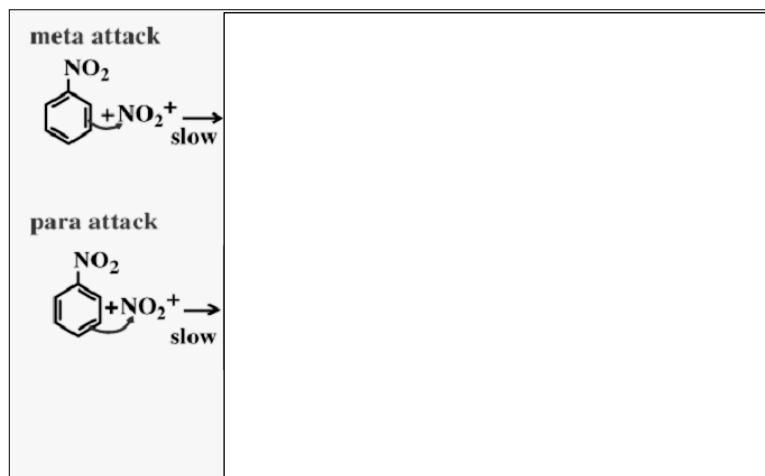 meta attack
NO₂
+NO₂⁺
slow
para attack
NO₂
+NO₂⁺
slow